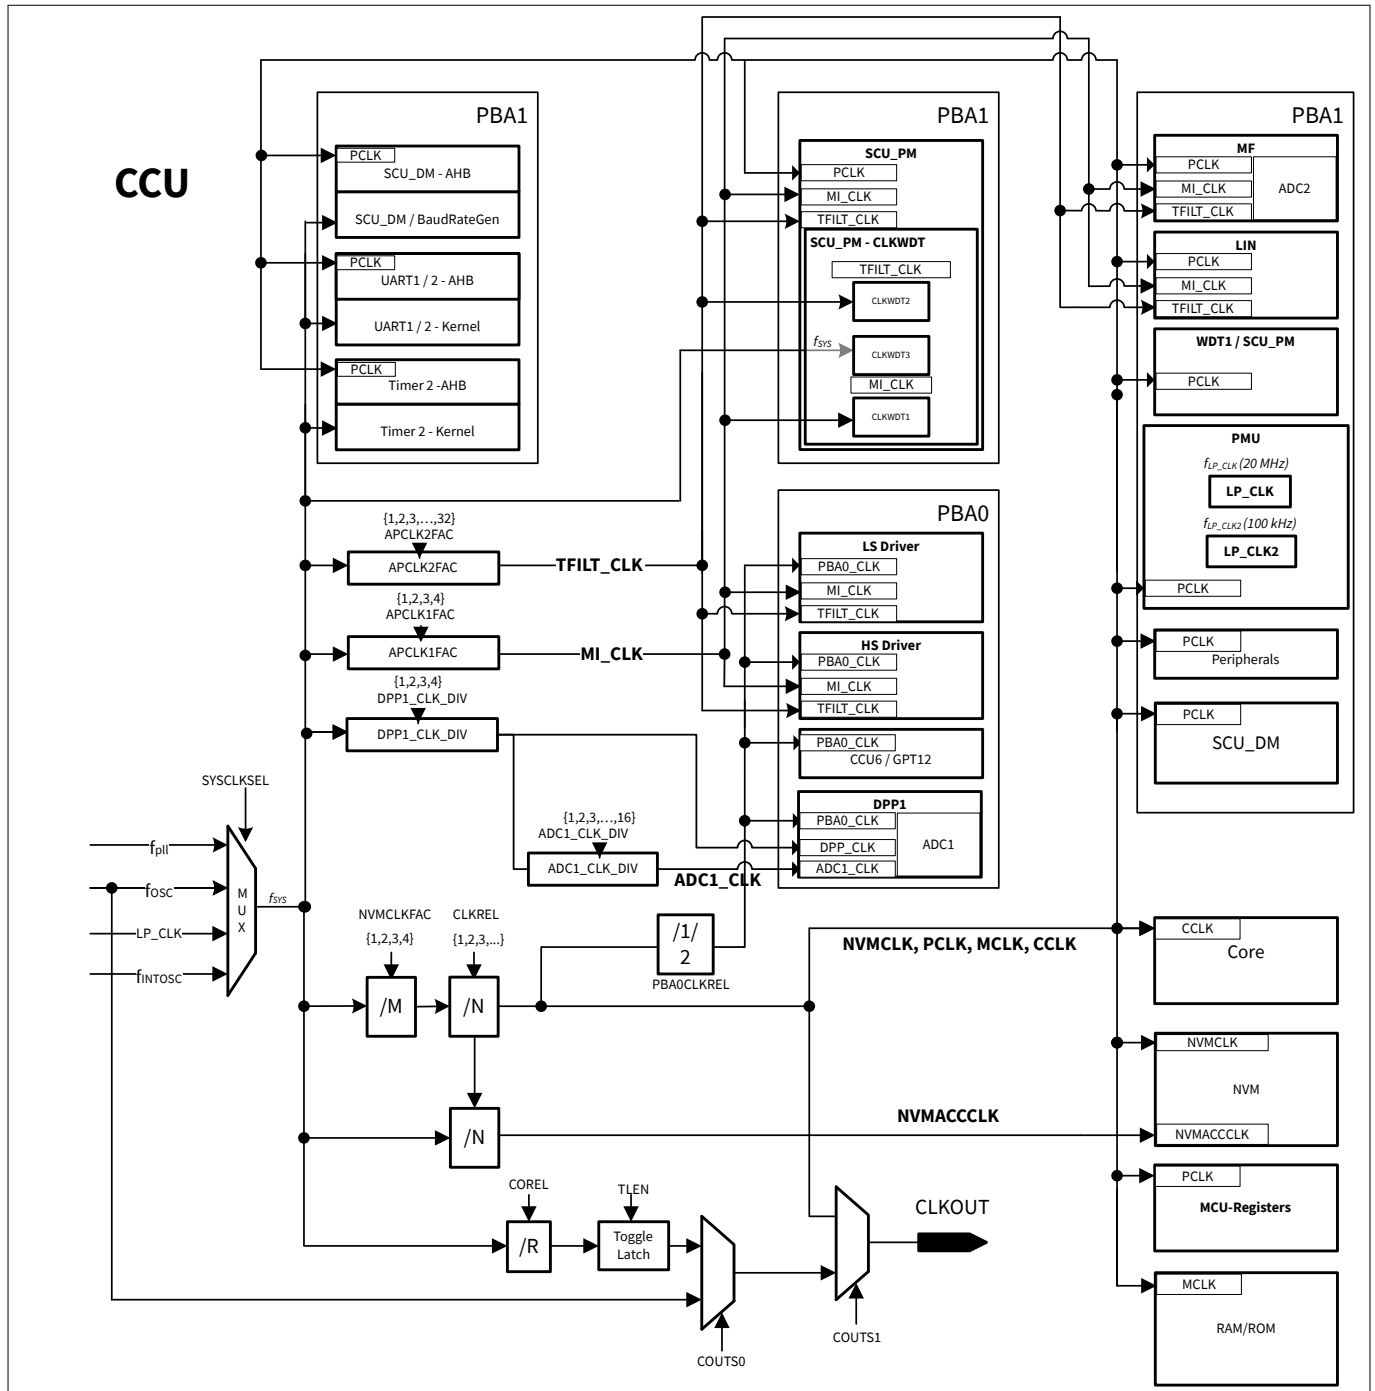 CCU
PBA1
PCLK
SCU_DM - AHB
SCU_DM / BaudRateGen
PCLK
UART1 / 2 - AHB
UART1 / 2 - Kernel
PCLK
Timer 2 -AHB
Timer 2 - Kernel
PBA1
SCU_PM
PCLK
MI_CLK
TFILT_CLK
SCU_PM - CLKWDT
TFILT_CLK
CLKWDT2
fSYS
CLKWDT3
MI_CLK
CLKWDT1
PBA1
MF
PCLK
MI_CLK
TFILT_CLK
ADC2
LIN
PCLK
MI_CLK
TFILT_CLK
WDT1 / SCU_PM
PCLK
PMU
fLP_CLK (20 MHz)
LP_CLK
fLP_CLK2 (100 kHz)
LP_CLK2
PCLK
PCLK
Peripherals
PCLK
SCU_DM
{1,2,3,...,32}
APCLK2FAC
APCLK2FAC
TFILT_CLK
{1,2,3,4}
APCLK1FAC
APCLK1FAC
MI_CLK
{1,2,3,4}
DPP1_CLK_DIV
DPP1_CLK_DIV
{1,2,3,...,16}
ADC1_CLK_DIV
ADC1_CLK_DIV
ADC1_CLK
PBA0
LS Driver
PBA0_CLK
MI_CLK
TFILT_CLK
HS Driver
PBA0_CLK
MI_CLK
TFILT_CLK
PBA0_CLK
CCU6 / GPT12
DPP1
PBA0_CLK
DPP_CLK
ADC1_CLK
ADC1
SYSCLKSEL
fpll
fOSC
LP_CLK
fINTOSC
M
U
X
fSYS
NVMCLKFAC
{1,2,3,4}
/M
CLKREL
{1,2,3,...}
/N
/1/
2
PBA0CLKREL
NVMCLK, PCLK, MCLK, CCLK
/N
NVMACCCLK
COREL
/R
TLEN
Toggle
Latch
COUTS0
COUTS1
CLKOUT
CCLK
Core
NVMCLK
NVM
NVMACCCLK
PCLK
MCU-Registers
MCLK
RAM/ROM